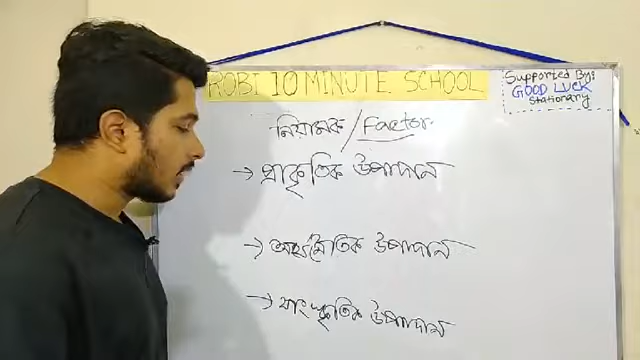 ROBI 10 MINUTE SCHOOL
Supported By:
GOOD LUCK
Stationary
নিয়ামক / Factor
→ প্রাকৃতিক উপাদান
→ অর্থনৈতিক উপাদান
→ সাংস্কৃতিক উপাদান